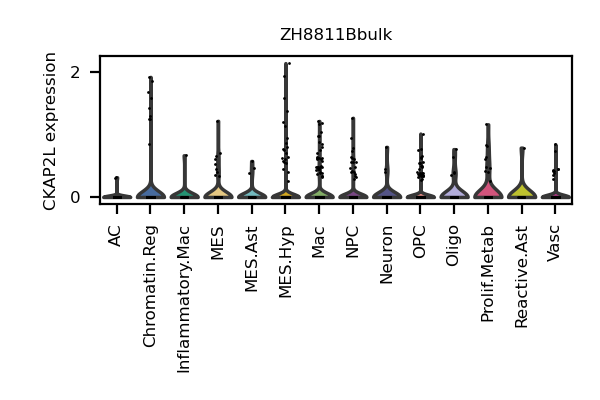 ZH8811Bbulk
CKAP2L expression
2
0
AC
Chromatin.Reg
Inflammatory.Mac
MES
MES.Ast
MES.Hyp
Mac
NPC
Neuron
OPC
Oligo
Prolif.Metab
Reactive.Ast
Vasc